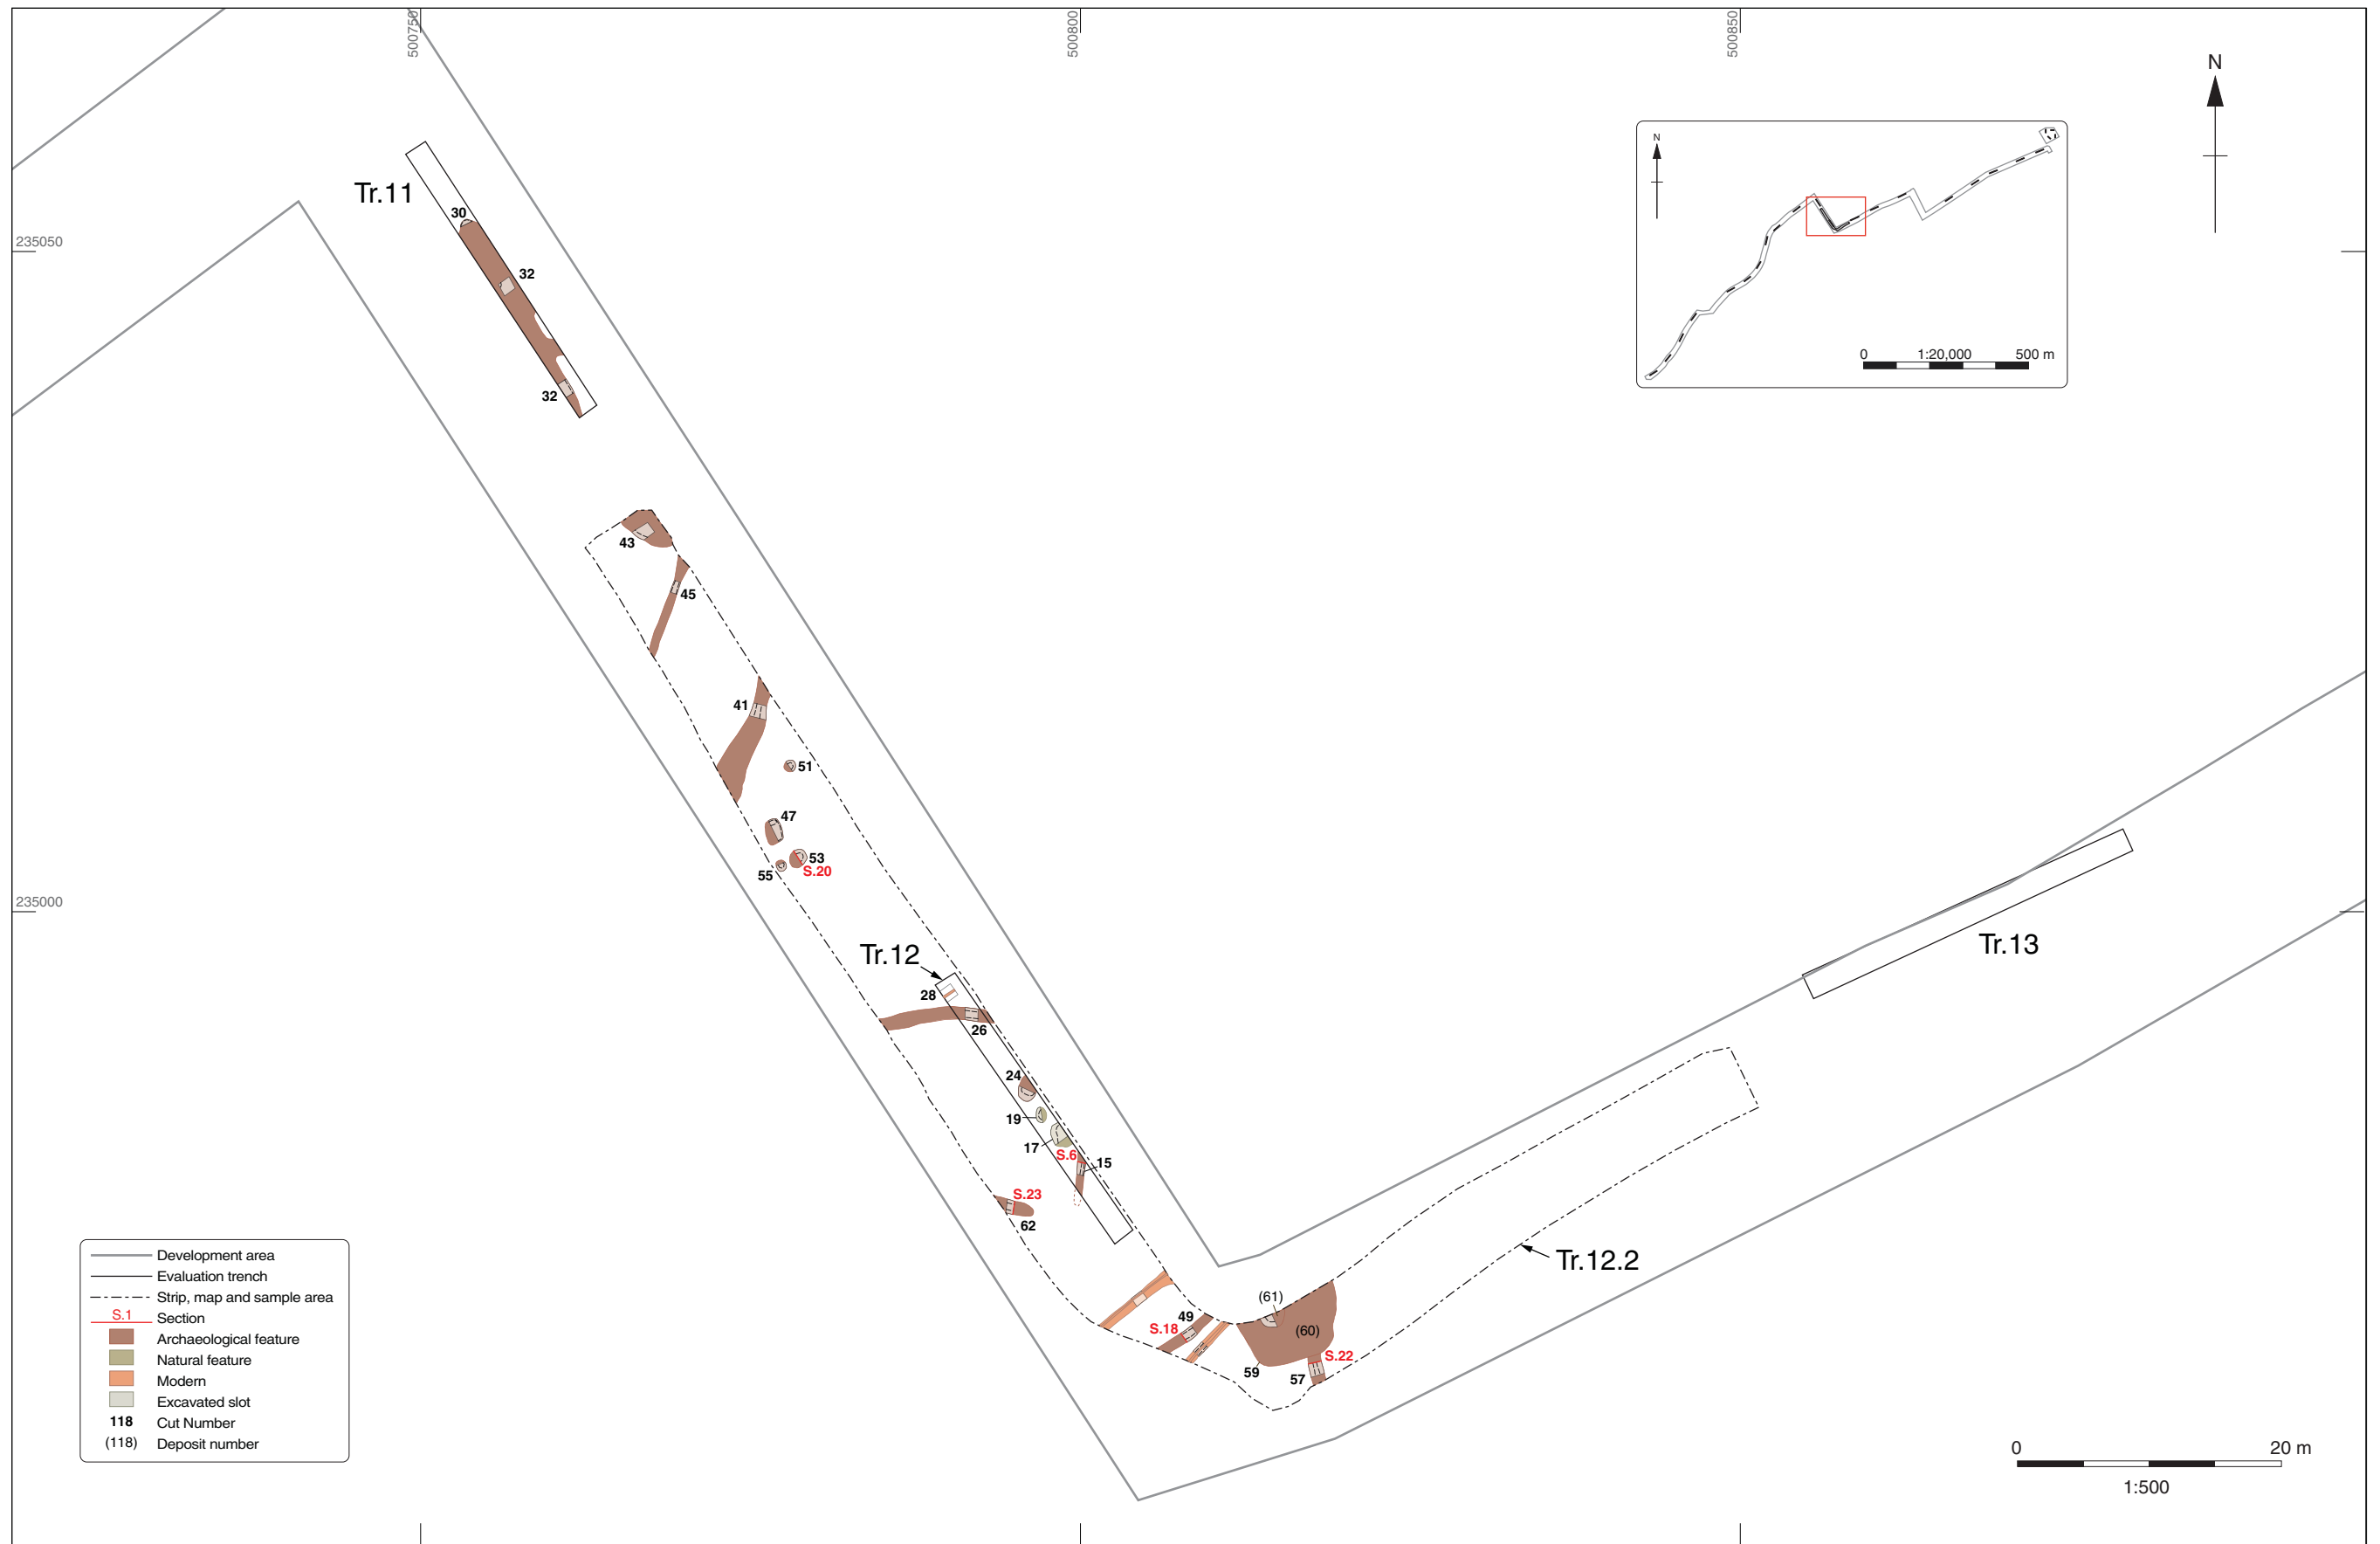 500750
500800
500850
N
N
0
1:20,000
500 m
Tr.11
30
235050
32
32
43
45
41
51
47
53
S.20
55
235000
Tr.12
28
26
Tr.13
24
19
17
S.6
15
S.23
62
Tr.12.2
(61)
49
S.18
(60)
S.22
59
57
Development area
Evaluation trench
Strip, map and sample area
S.1
Section
Archaeological feature
Natural feature
Modern
Excavated slot
118
Cut Number
(118)
Deposit number
0
20 m
1:500